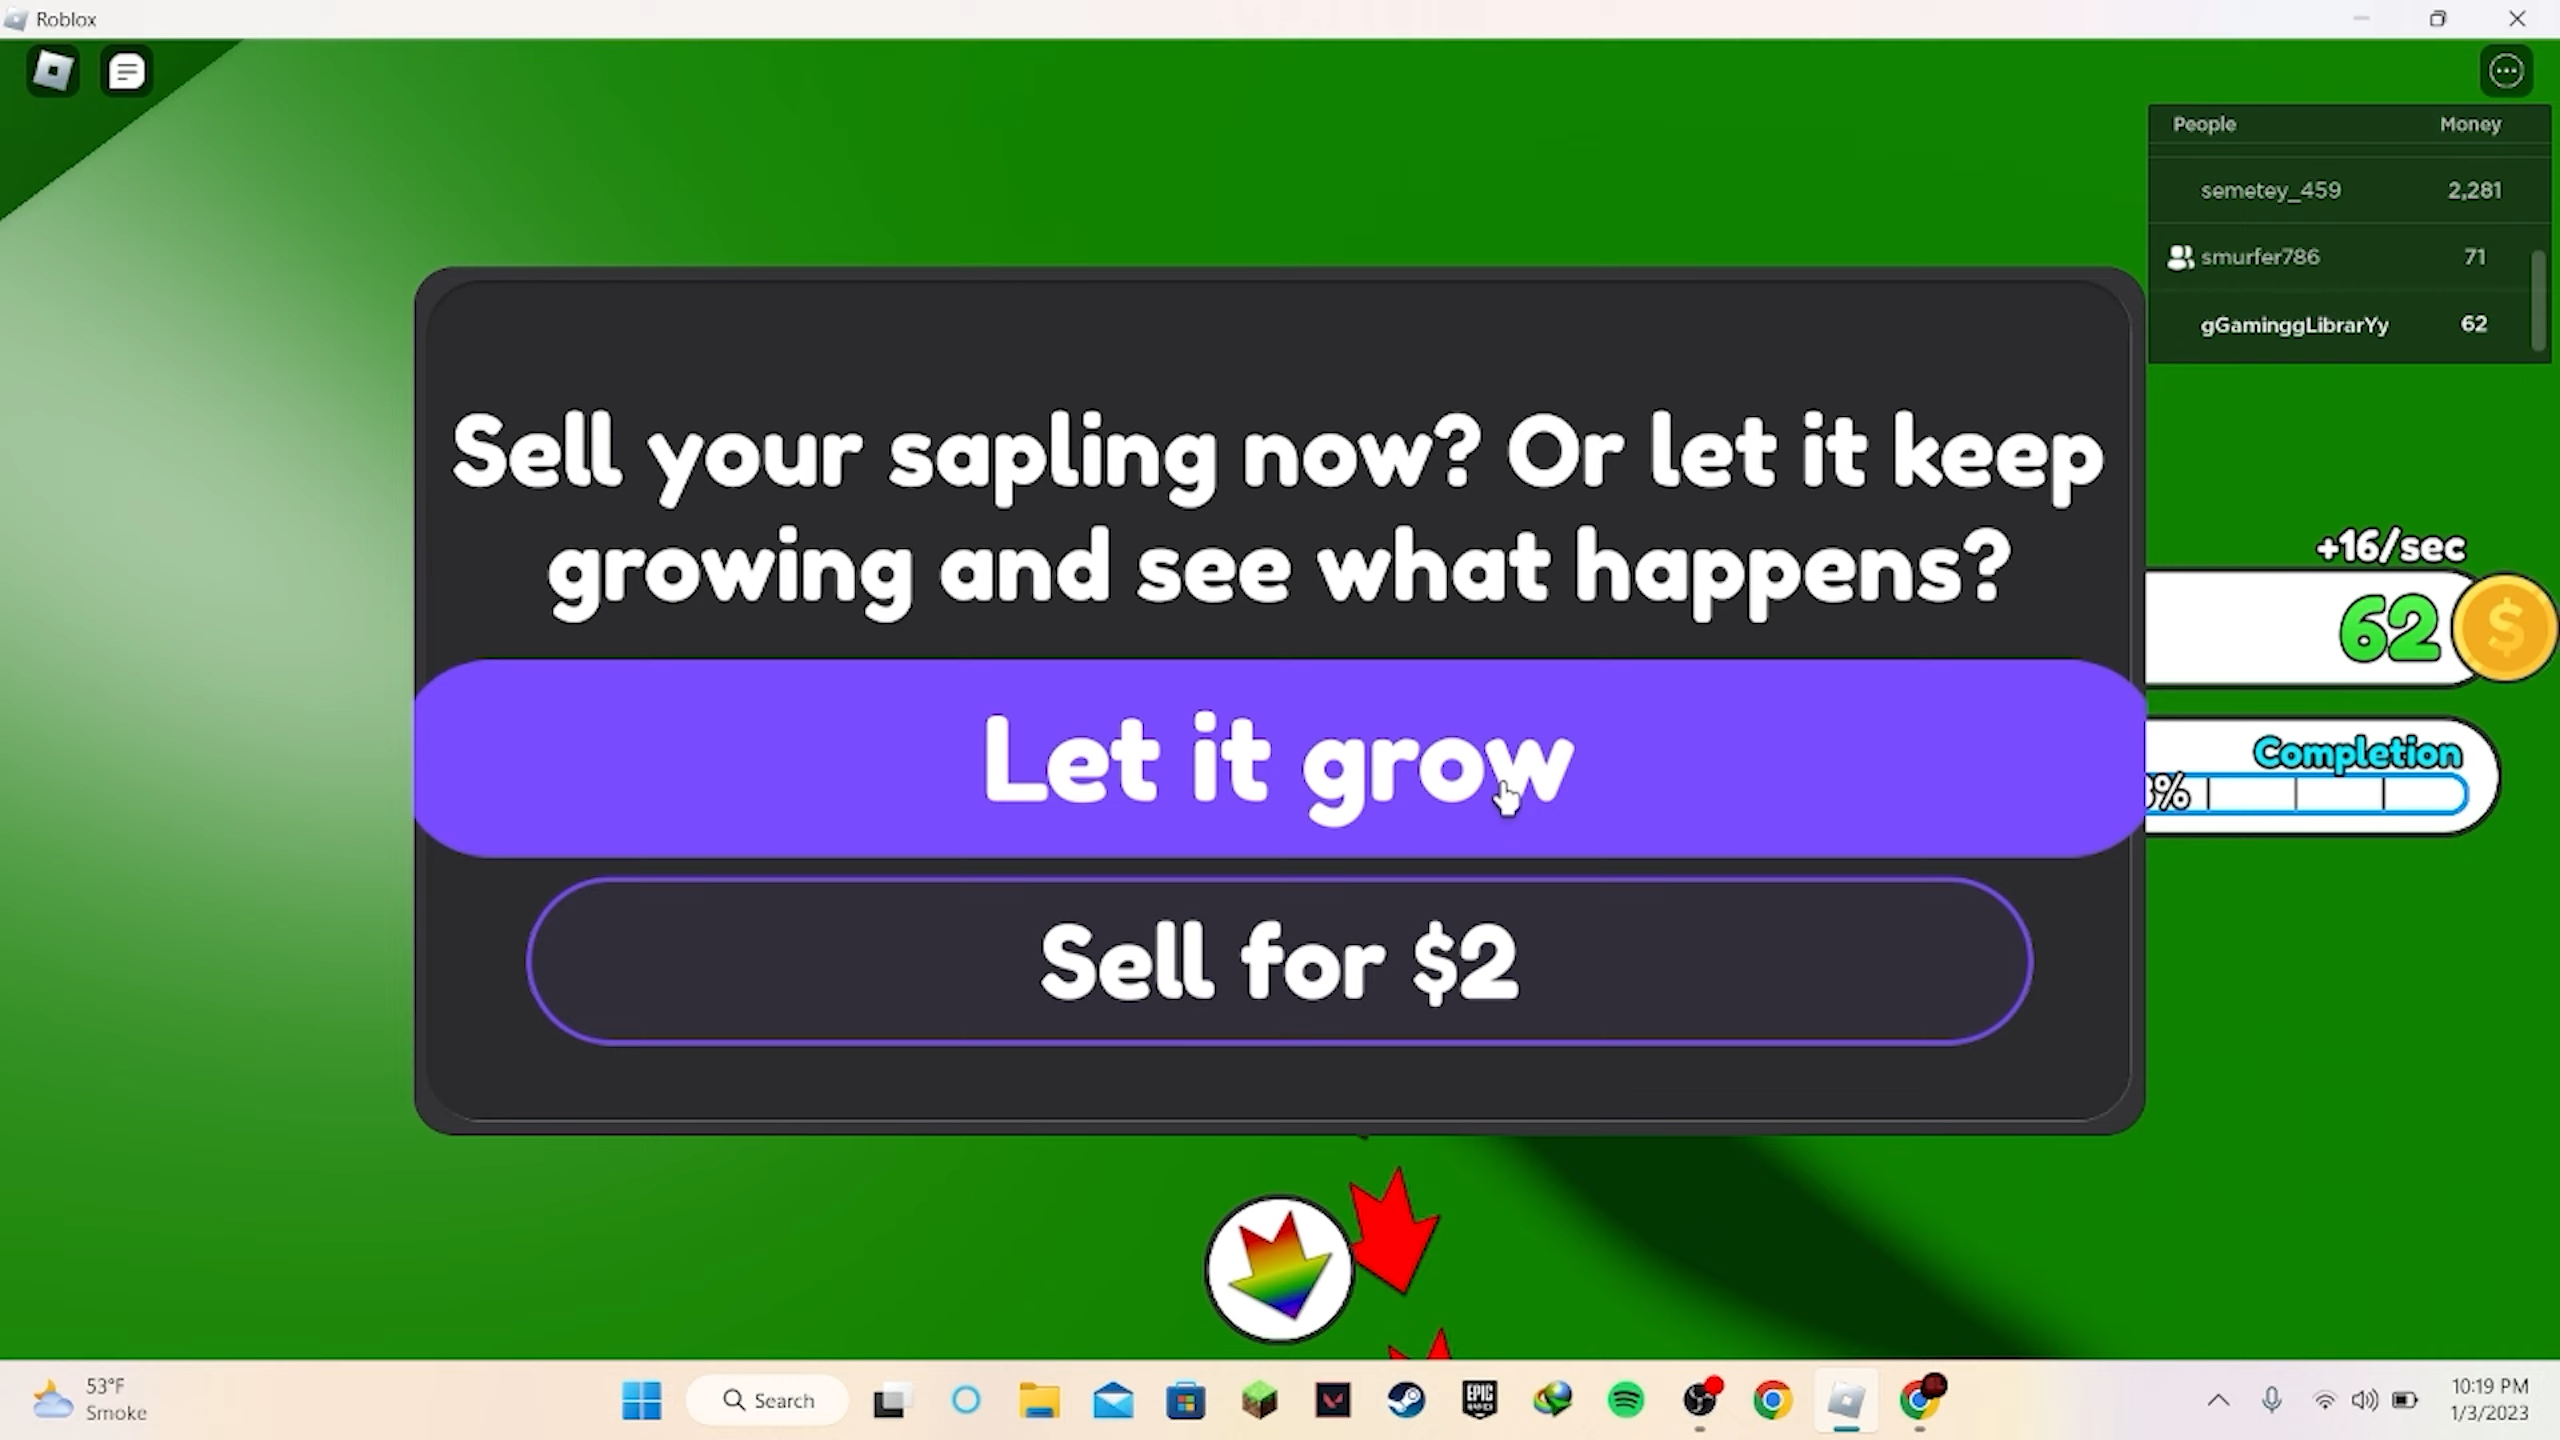 Roblox
People Money
semetey_459 2,281
smurfer786 71
gGaminggLibrarYy 62
Sell your sapling now? Or let it keep
growing and see what happens?
+16/sec
62
Let it grow
Completion
%
Sell for $2
53°F
Smoke
Search
EPIC
GAMES
10:19 PM
1/3/2023